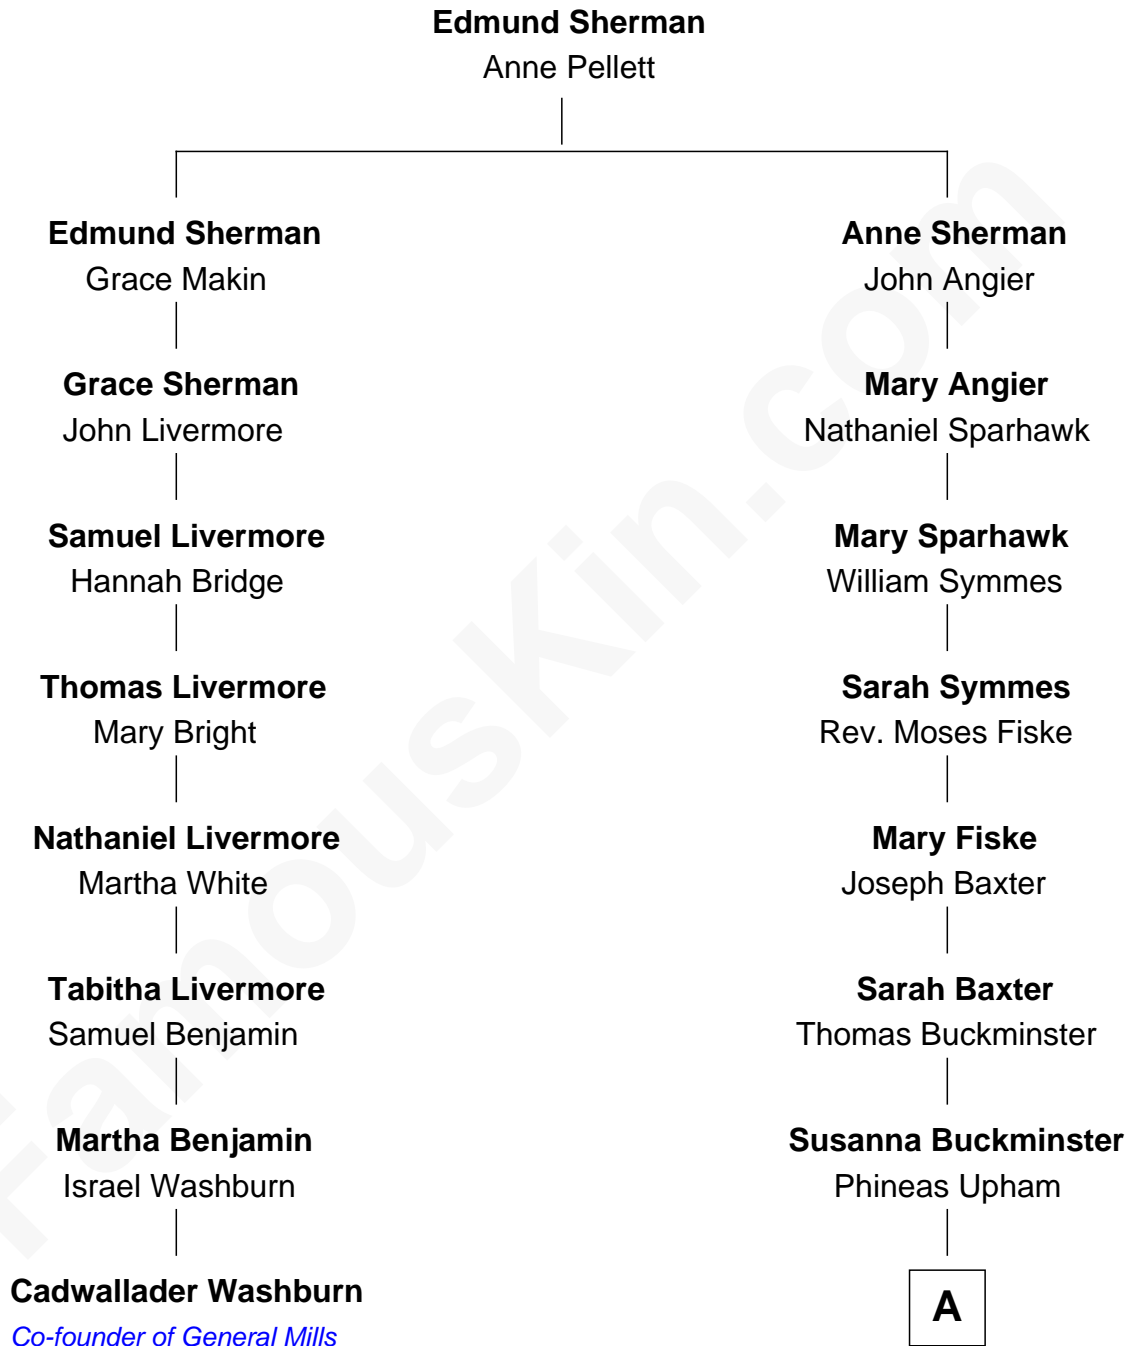 Edmund Sherman
Anne Pellett
Edmund Sherman
Grace Makin
Grace Sherman
John Livermore
Samuel Livermore
Hannah Bridge
Thomas Livermore
Mary Bright
Nathaniel Livermore
Martha White
Tabitha Livermore
Samuel Benjamin
Martha Benjamin
Israel Washburn
Cadwallader Washburn
Co-founder of General Mills
Anne Sherman
John Angier
Mary Angier
Nathaniel Sparhawk
Mary Sparhawk
William Symmes
Sarah Symmes
Rev. Moses Fiske
Mary Fiske
Joseph Baxter
Sarah Baxter
Thomas Buckminster
Susanna Buckminster
Phineas Upham
A
FamousKin.com